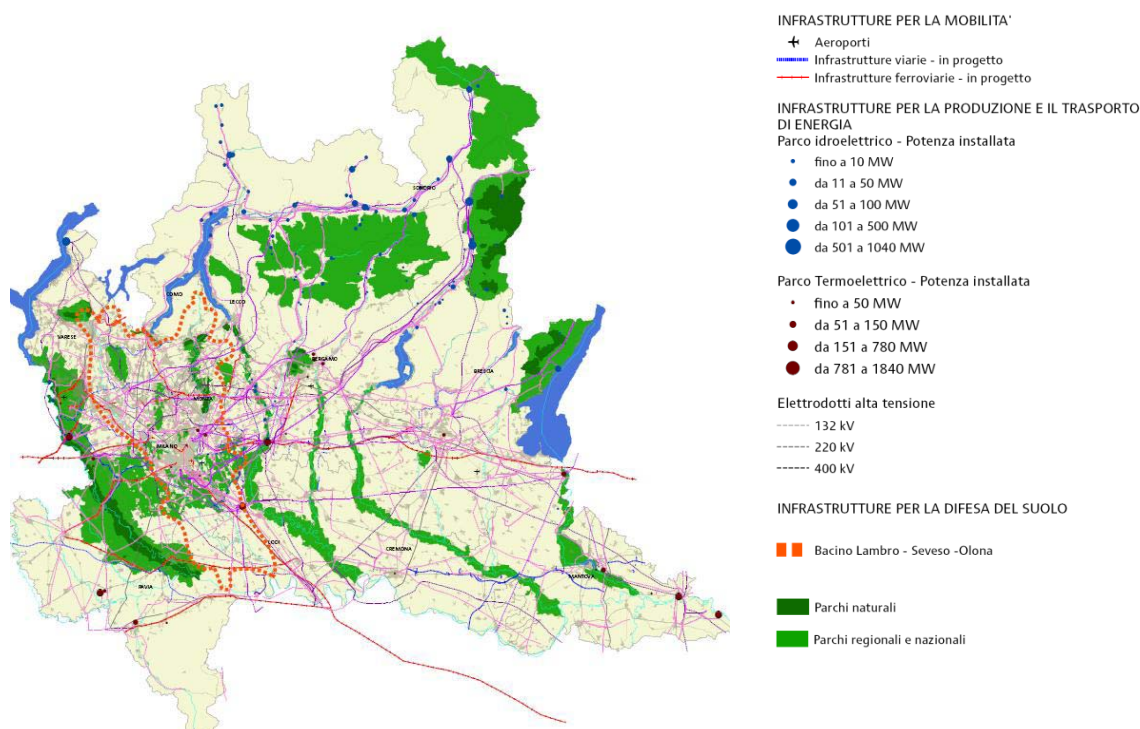 INFRASTRUTTURE PER LA MOBILITA'
Aeroporti
Infrastrutture viarie - in progetto
Infrastrutture ferroviarie - in progetto
INFRASTRUTTURE PER LA PRODUZIONE E IL TRASPORTO
DI ENERGIA
Parco idroelettrico - Potenza installata
fino a 10 MW
da 11 a 50 MW
da 51 a 100 MW
da 101 a 500 MW
da 501 a 1040 MW
Parco Termoelettrico - Potenza installata
fino a 50 MW
da 51 a 150 MW
da 151 a 780 MW
da 781 a 1840 MW
Elettrodotti alta tensione
132 kV
220 kV
400 kV
INFRASTRUTTURE PER LA DIFESA DEL SUOLO
Bacino Lambro - Seveso -Olona
Parchi naturali
Parchi regionali e nazionali
SONDRIO
COMO
LECCO
VARESE
BERGAMO
BRESCIA
MONZA
MILANO
LODI
CREMONA
PAVIA
MANTOVA